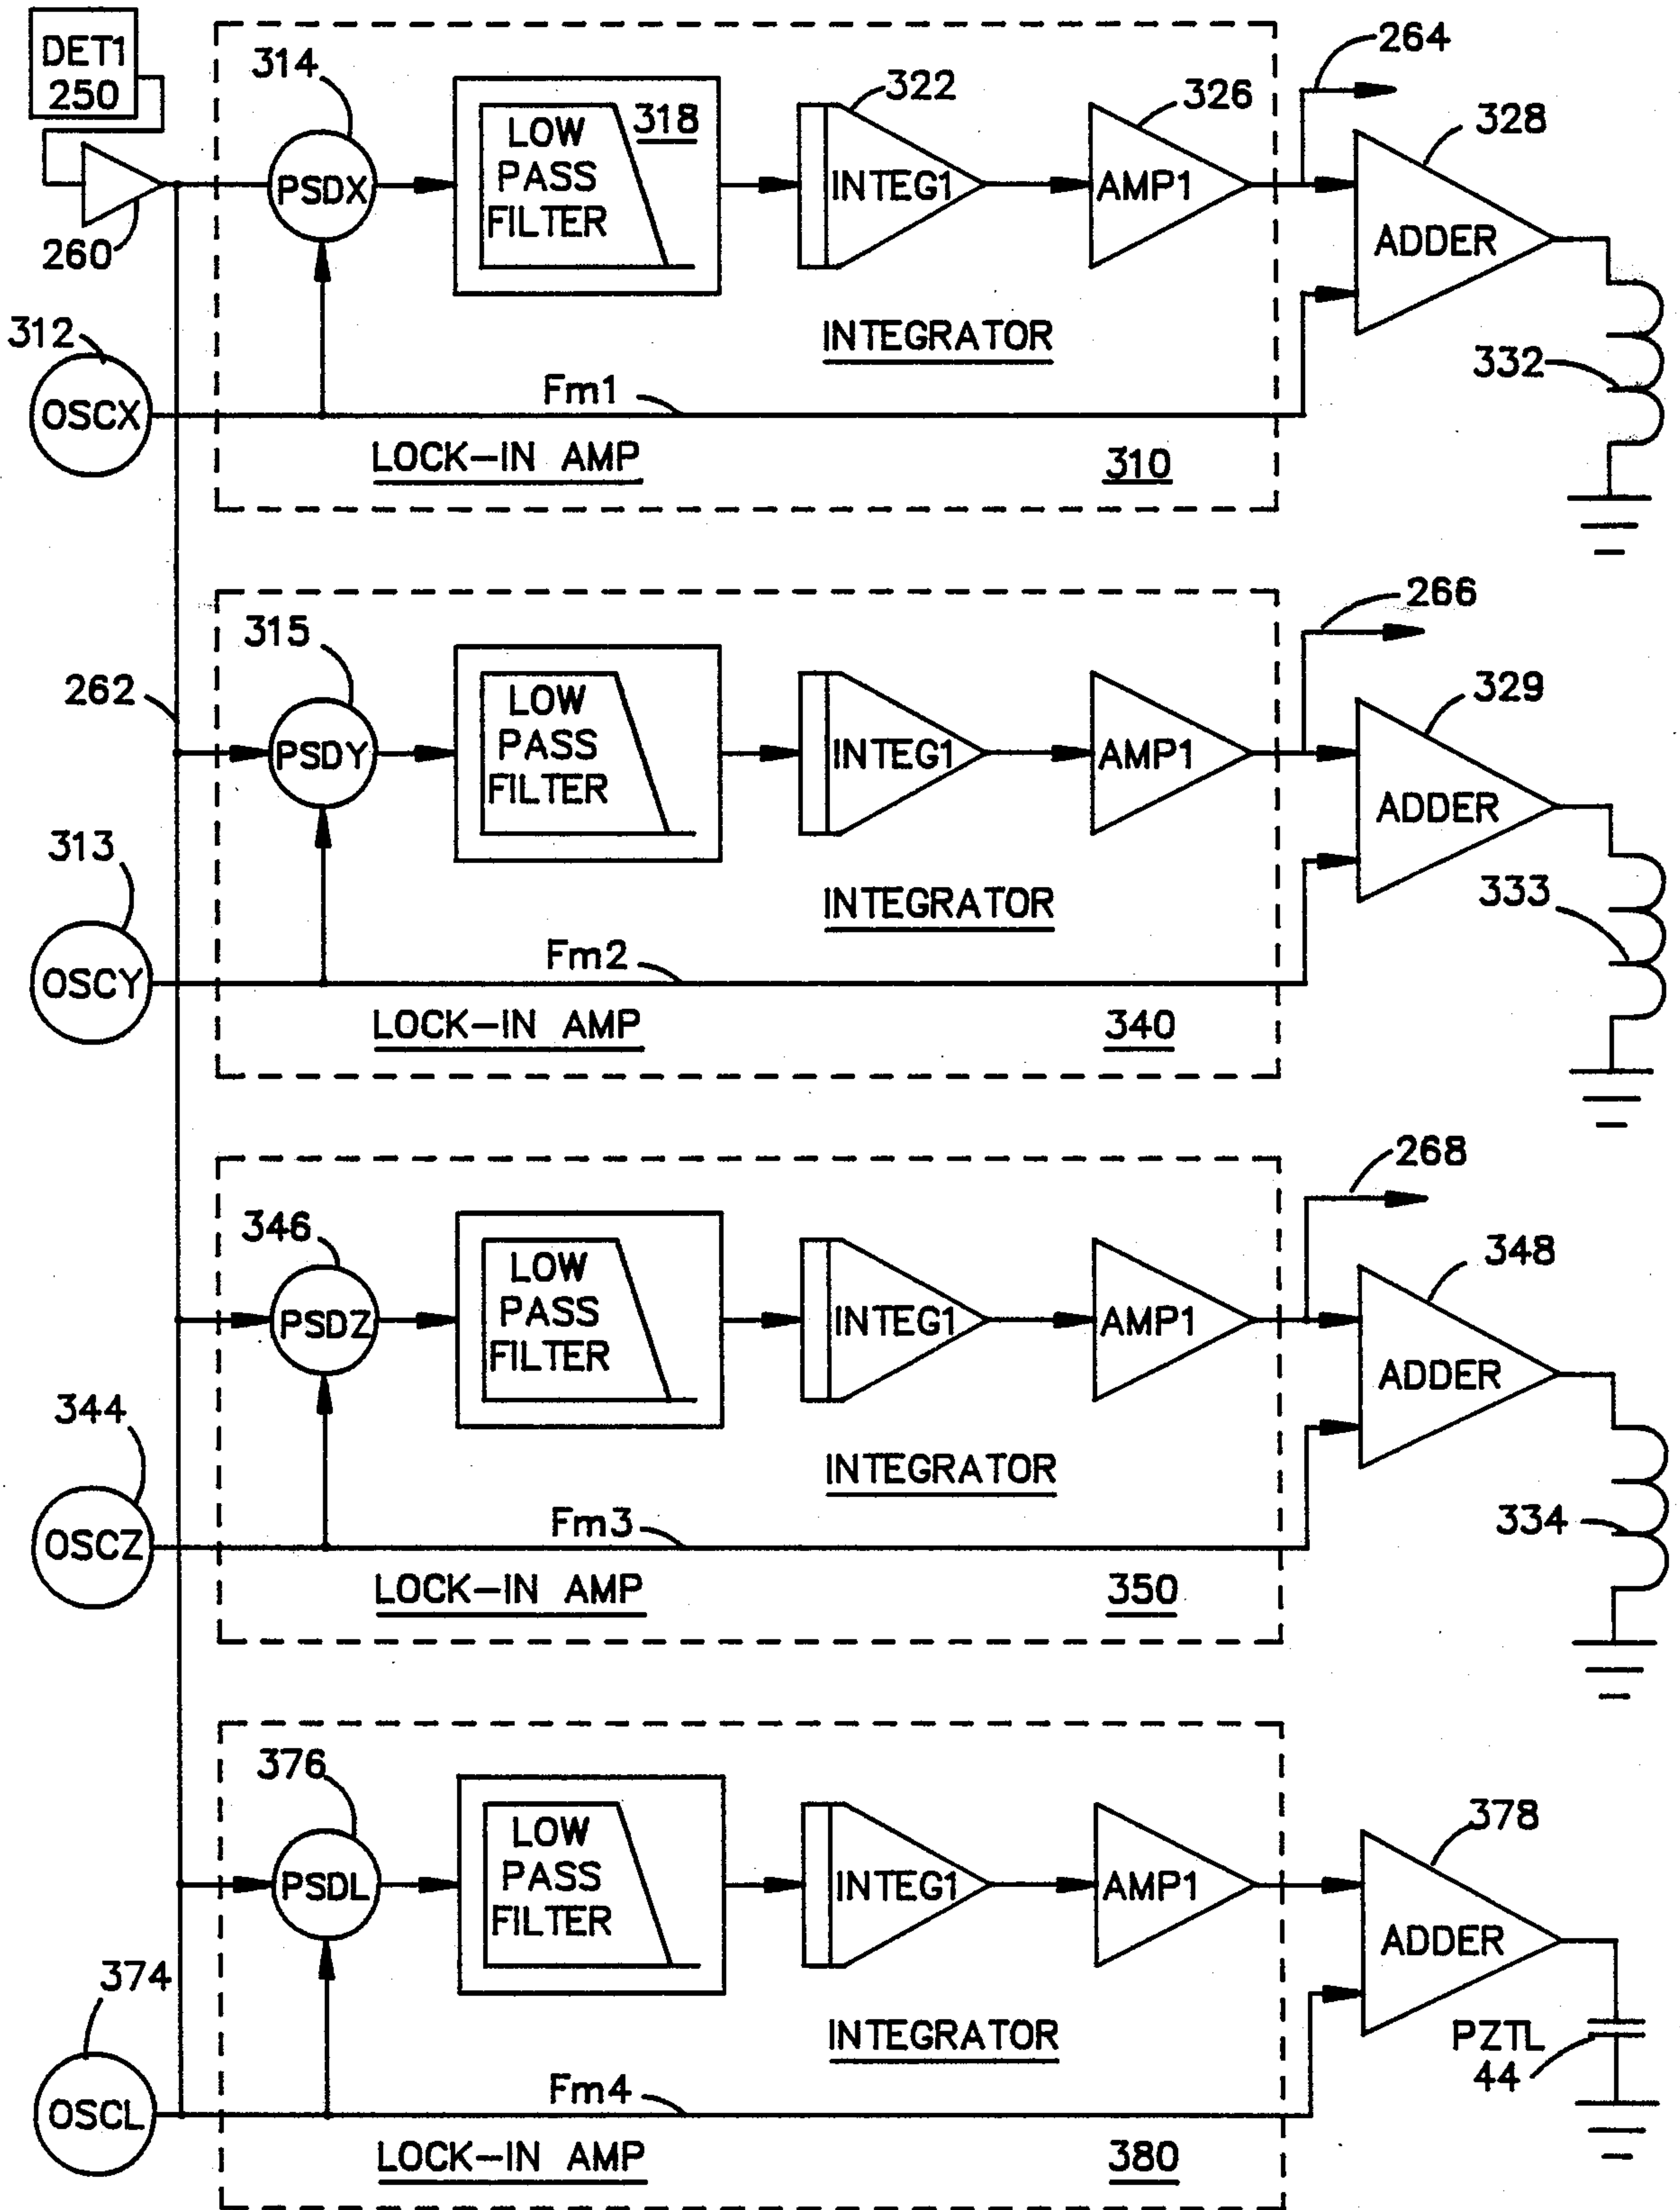 DET1
250
260
314
LOW
PASS
FILTER
318
322
326
264
328
PSDX
INTEG1
AMP1
ADDER
312
OSCX
INTEGRATOR
Fm1
332
LOCK-IN AMP
310
262
315
266
329
PSDY
LOW
PASS
FILTER
INTEG1
AMP1
ADDER
313
OSCY
INTEGRATOR
Fm2
333
LOCK-IN AMP
340
346
268
348
PSDZ
LOW
PASS
FILTER
INTEG1
AMP1
ADDER
344
OSCZ
INTEGRATOR
Fm3
334
LOCK-IN AMP
350
376
378
PSDL
LOW
PASS
FILTER
INTEG1
AMP1
ADDER
374
OSCL
INTEGRATOR
Fm4
PZTL
44
LOCK-IN AMP
380